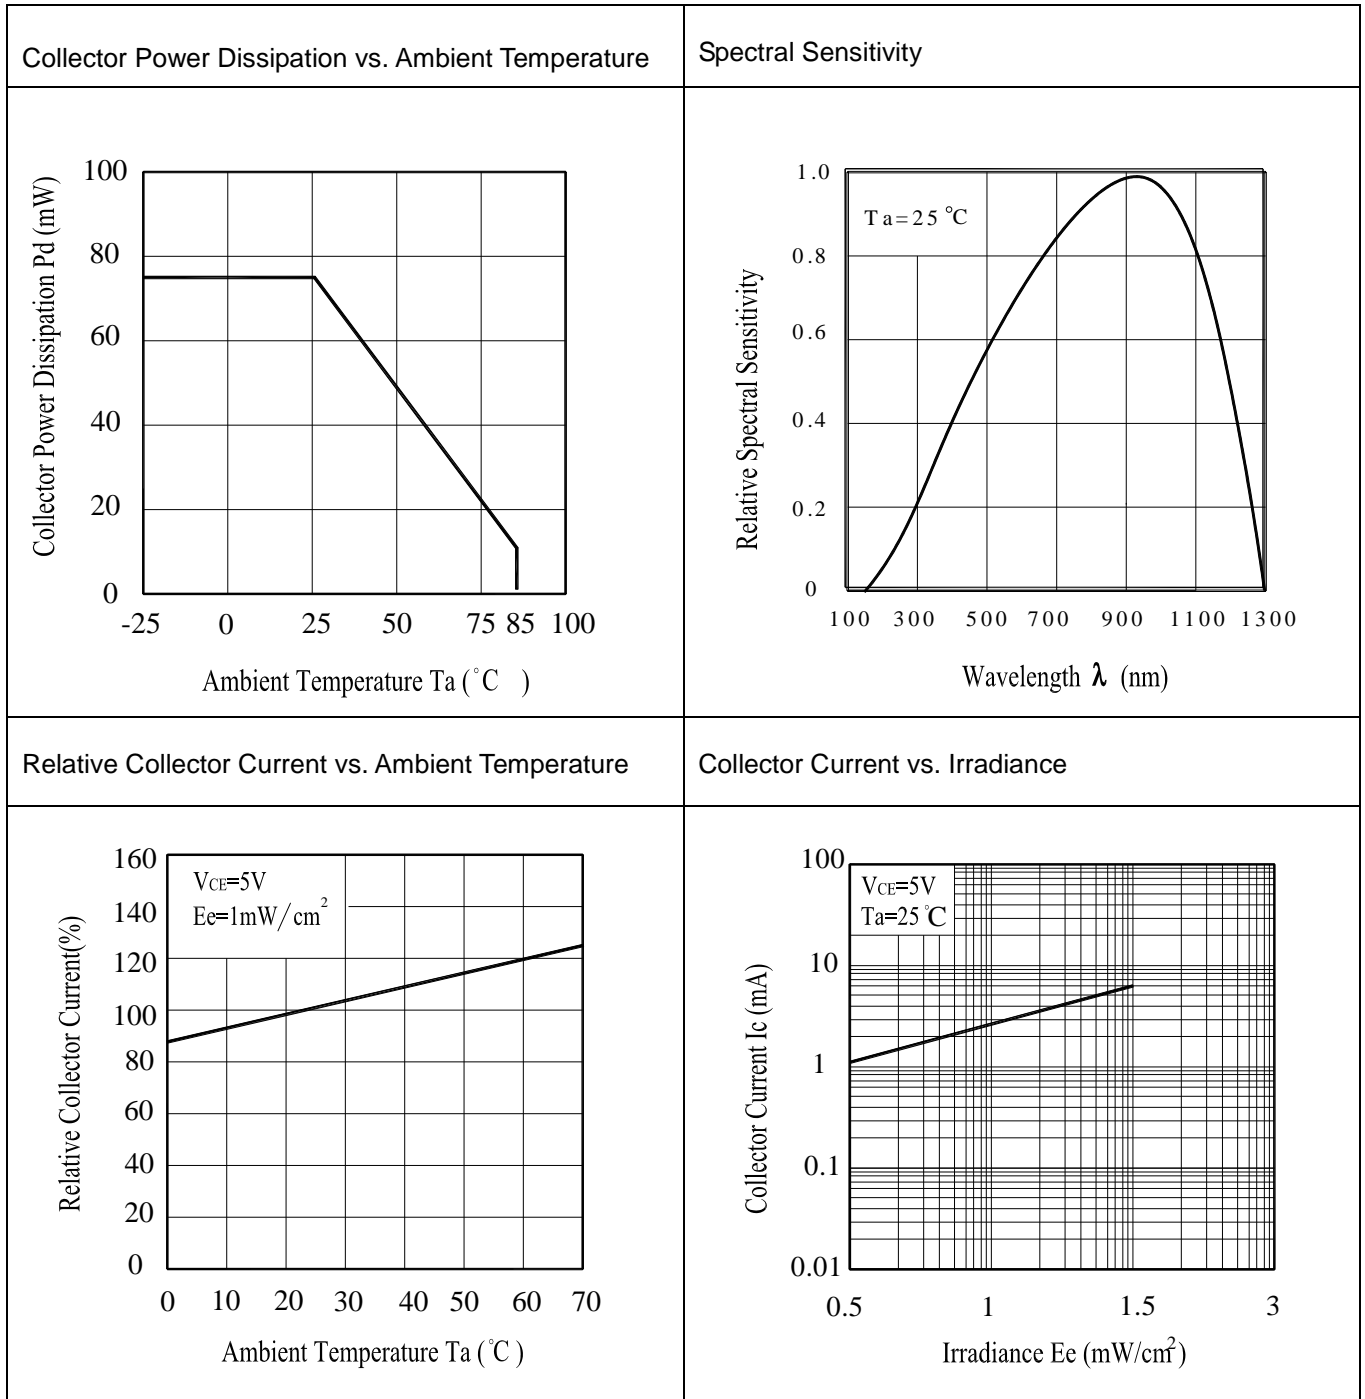 Collector Power Dissipation vs. Ambient Temperature
Spectral Sensitivity
Collector Power Dissipation Pd (mW)
100
80
60
40
20
0
-25 0 25 50 75 85 100
Ambient Temperature Ta (°C )
Relative Spectral Sensitivity
1.0
0.8
0.6
0.4
0.2
0
Ta=25 °C
100 300 500 700 900 1100 1300
Wavelength λ (nm)
Relative Collector Current vs. Ambient Temperature
Collector Current vs. Irradiance
Relative Collector Current(%)
160
140
120
100
80
60
40
20
0
VCE=5V
Ee=1mW/cm²
0 10 20 30 40 50 60 70
Ambient Temperature Ta (°C )
Collector Current Ic (mA)
100
10
1
0.1
0.01
VCE=5V
Ta=25 °C
0.5 1 1.5 3
Irradiance Ee (mW/cm²)